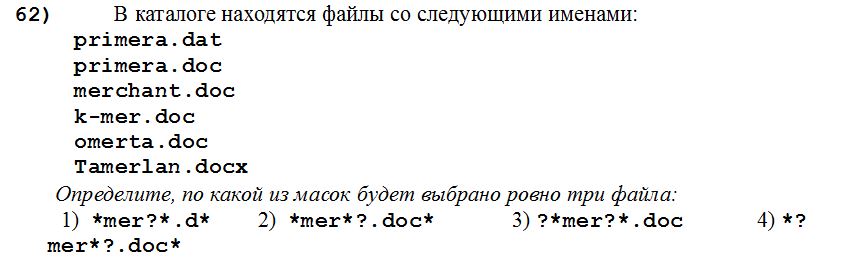 62) В каталоге находятся файлы со следующими именами:
primera.dat
primera.doc
merchant.doc
k-mer.doc
omerta.doc
Tamerlan.docx
Определите, по какой из масок будет выбрано ровно три файла:
1) *mer?*.d* 2) *mer*?.doc* 3) ?*mer?*.doc 4) *?
mer*?.doc*